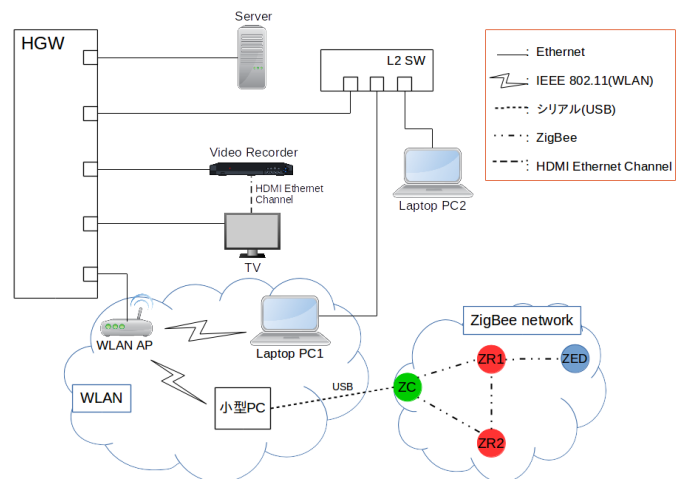 HGW
Server
L2 SW
Video Recorder
HDMI Ethernet
Channel
TV
Laptop PC2
: Ethernet
: IEEE 802.11(WLAN)
: シリアル(USB)
: ZigBee
: HDMI Ethernet Channel
WLAN AP
Laptop PC1
WLAN
小型PC
USB
ZigBee network
ZC
ZR1
ZED
ZR2